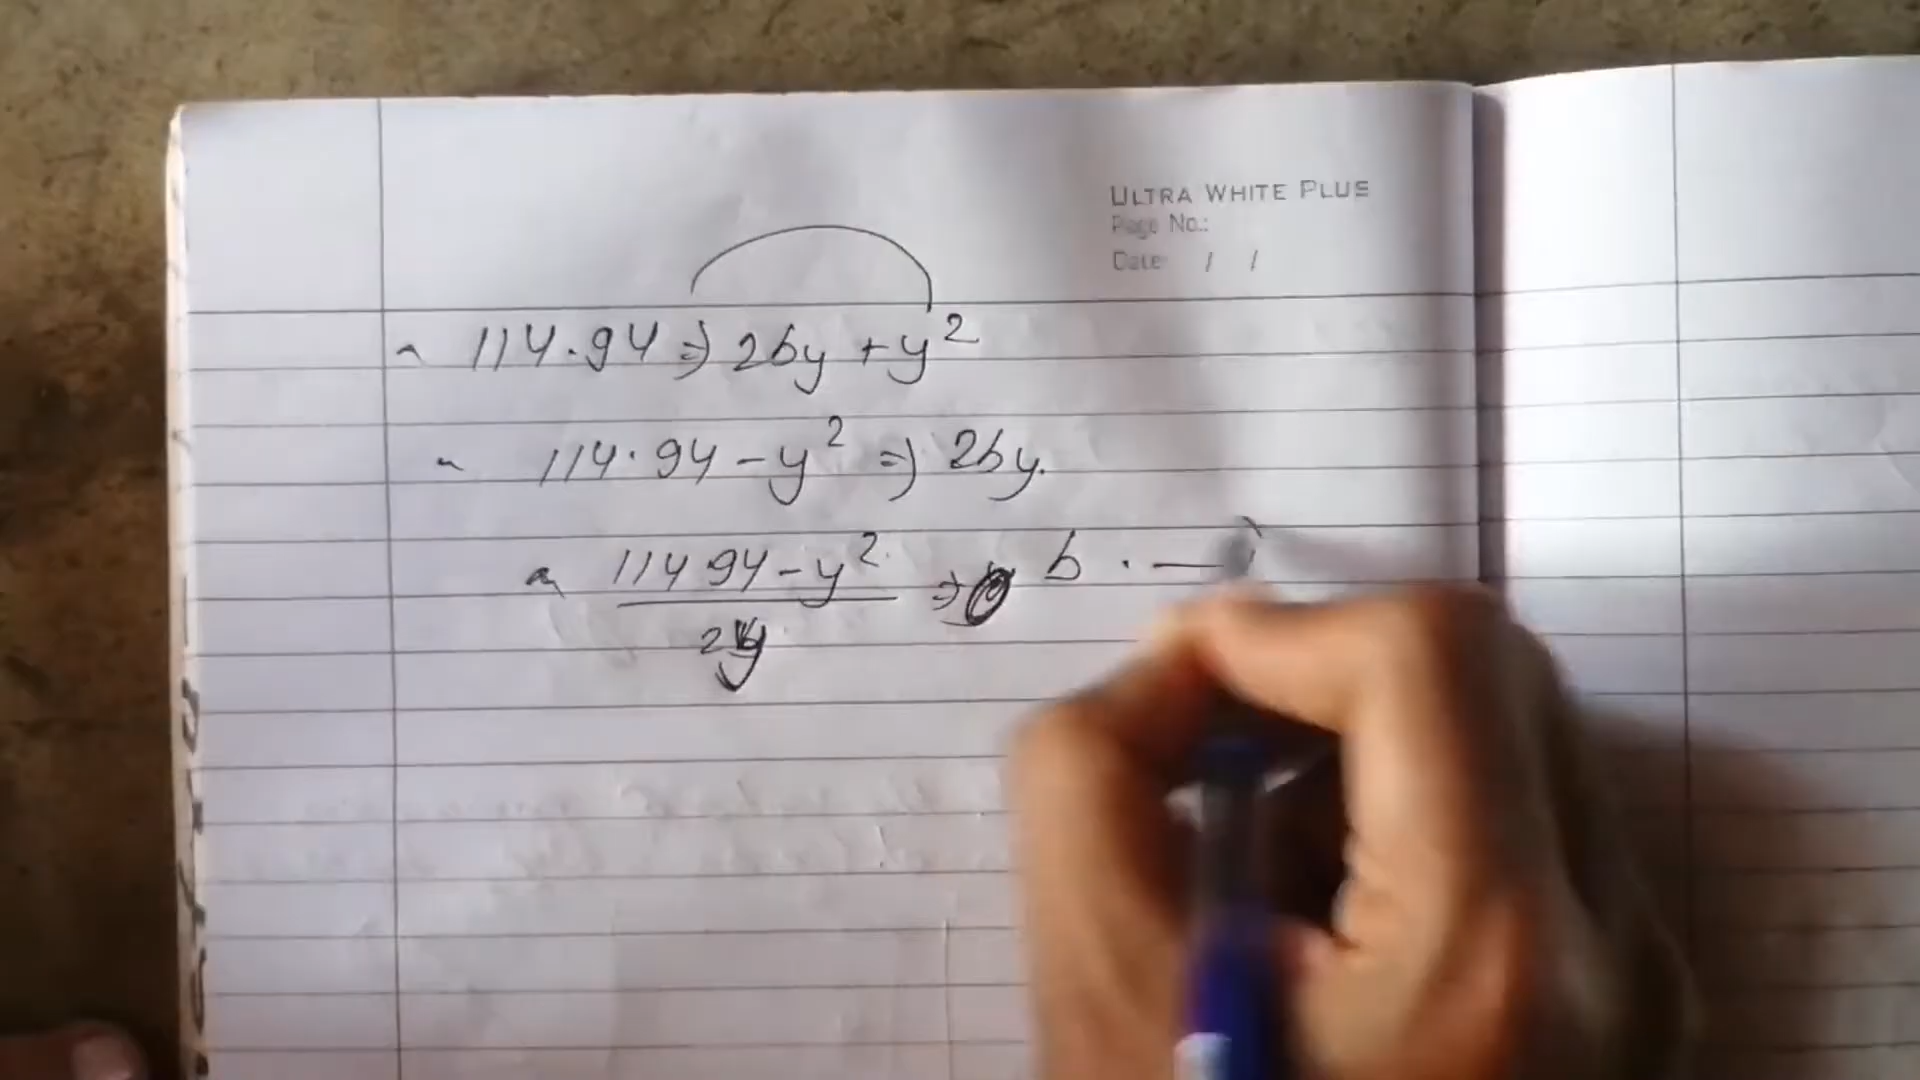 ULTRA WHITE PLUS
Page No.:
Date / /
114.94 ⇒ 2by + y²
114.94 - y² ⇒ 2by.
114 94 - y² ⇒ b . —
2y